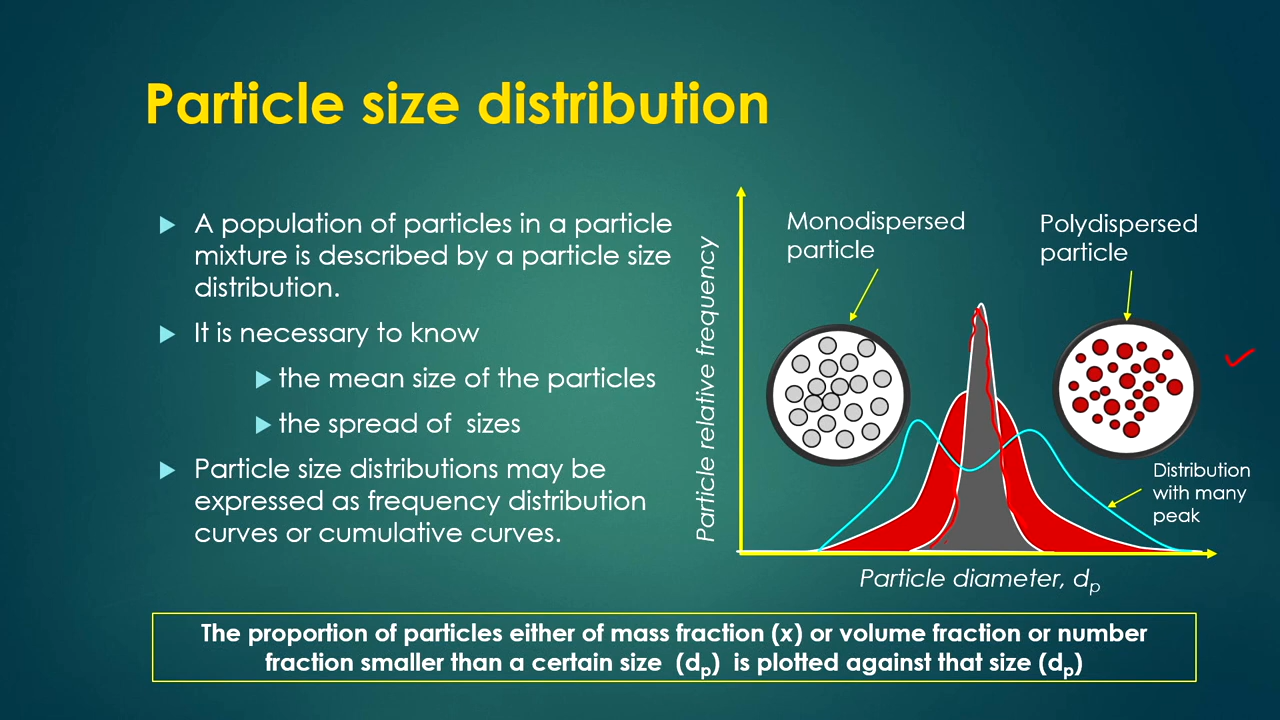 Particle size distribution
A population of particles in a particle
mixture is described by a particle size
distribution.
It is necessary to know
the mean size of the particles
the spread of sizes
Particle size distributions may be
expressed as frequency distribution
curves or cumulative curves.
Particle relative frequency
Monodispersed
particle
Polydispersed
particle
Distribution
with many
peak
Particle diameter, dp
The proportion of particles either of mass fraction (x) or volume fraction or number
fraction smaller than a certain size (dp) is plotted against that size (dp)